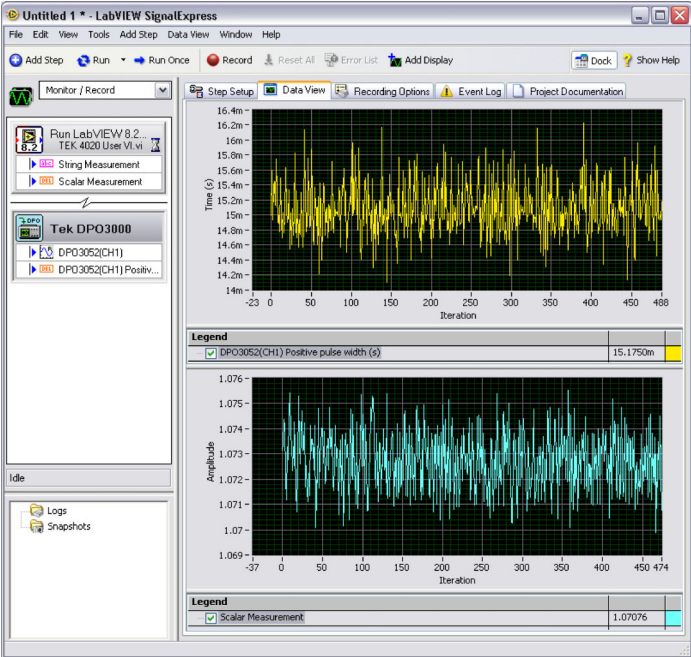 Untitled 1 * - LabVIEW SignalExpress
File Edit View Tools Add Step Data View Window Help
Add Step Run Run Once Record Reset All Error List Add Display Dock Show Help
Monitor / Record
Run LabVIEW 8.2...
TEK 4020 User VI.vi
8.2
String Measurement
Scalar Measurement
DPO
Tek DPO3000
DPO3052(CH1)
DPO3052(CH1) Positiv...
Idle
Logs
Snapshots
Step Setup Data View Recording Options Event Log Project Documentation
16.4m
16.2m
16m
15.8m
15.6m
15.4m
15.2m
15m
14.8m
14.6m
14.4m
14.2m
14m
Time (s)
-23 0 50 100 150 200 250 300 350 400 450 488
Iteration
Legend
DPO3052(CH1) Positive pulse width (s) 15.1750m
1.076
1.075
1.074
1.073
1.072
1.071
1.07
1.069
Amplitude
-37 0 50 100 150 200 250 300 350 400 450 474
Iteration
Legend
Scalar Measurement 1.07076